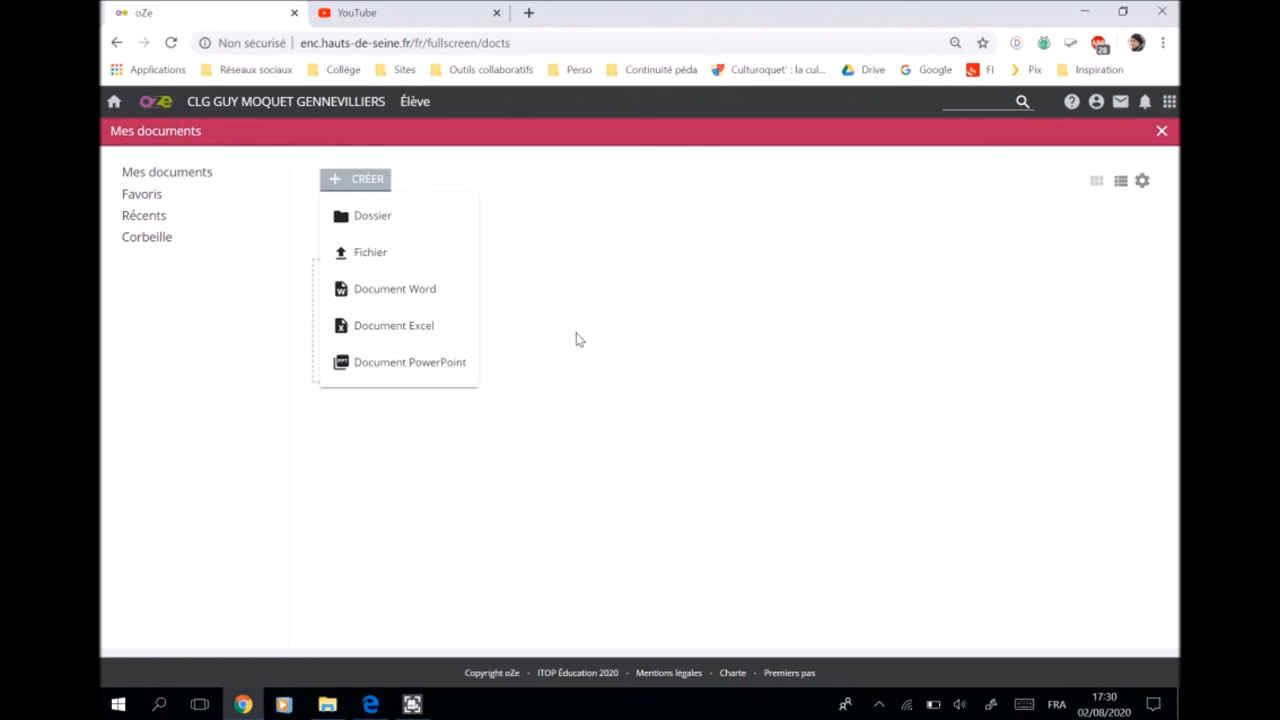 oZe
YouTube
Non sécurisé | enc.hauts-de-seine.fr/fr/fullscreen/docts
28
Applications Réseaux sociaux Collége Sites Outils collaboratifs Perso Continuité péda Culturoquet' : la cul... Drive Google FI Pix Inspiration
oze CLG GUY MOQUET GENNEVILLIERS Élève
Mes documents
Mes documents
Favoris
Récents
Corbeille
+ CRÉER
Dossier
Fichier
Document Word
Document Excel
Document PowerPoint
Copyright oZe - ITOP Éducation 2020 - Mentions légales - Charte - Premiers pas
FRA
17:30
02/08/2020